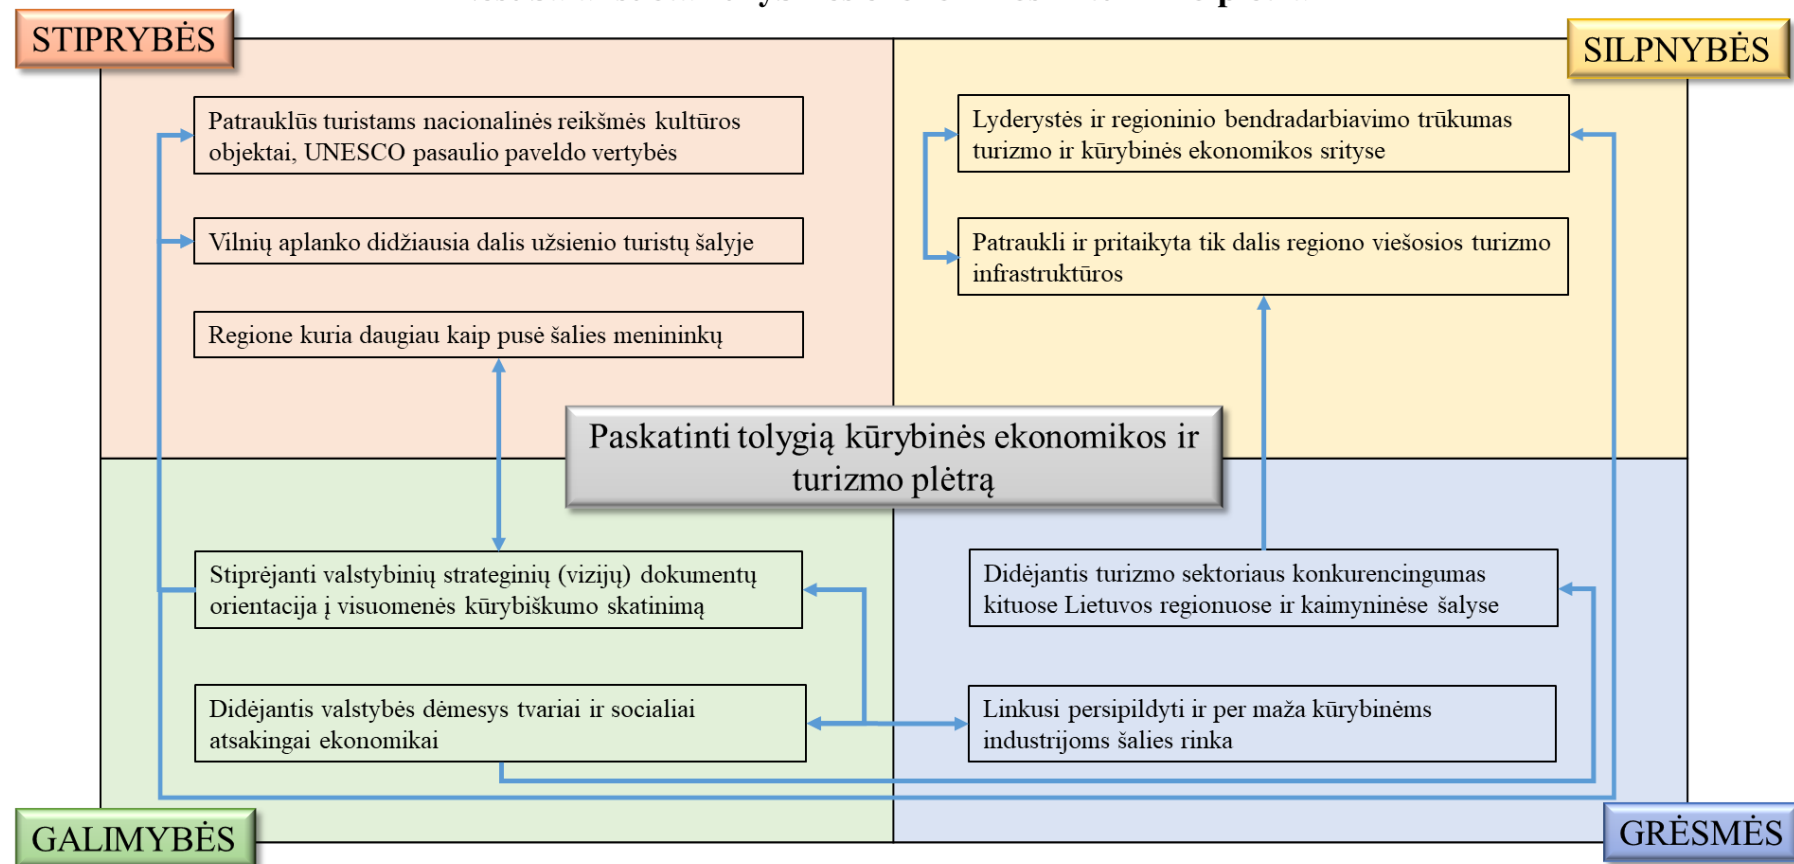 STIPRYBĖS
SILPNYBĖS
Patrauklūs turistams nacionalinės reikšmės kultūros
objektai, UNESCO pasaulio paveldo vertybės
Vilnių aplanko didžiausia dalis užsienio turistų šalyje
Regione kuria daugiau kaip pusė šalies menininkų
Lyderystės ir regioninio bendradarbiavimo trūkumas
turizmo ir kūrybinės ekonomikos srityse
Patraukli ir pritaikyta tik dalis regiono viešosios turizmo
infrastruktūros
Paskatinti tolygią kūrybinės ekonomikos ir
turizmo plėtrą
Stiprėjanti valstybinių strateginių (vizijų) dokumentų
orientacija į visuomenės kūrybiškumo skatinimą
Didėjantis valstybės dėmesys tvariai ir socialiai
atsakingai ekonomikai
Didėjantis turizmo sektoriaus konkurencingumas
kituose Lietuvos regionuose ir kaimyninėse šalyse
Linkusi persipildyti ir per maža kūrybinėms
industrijoms šalies rinka
GALIMYBĖS
GRĖSMĖS